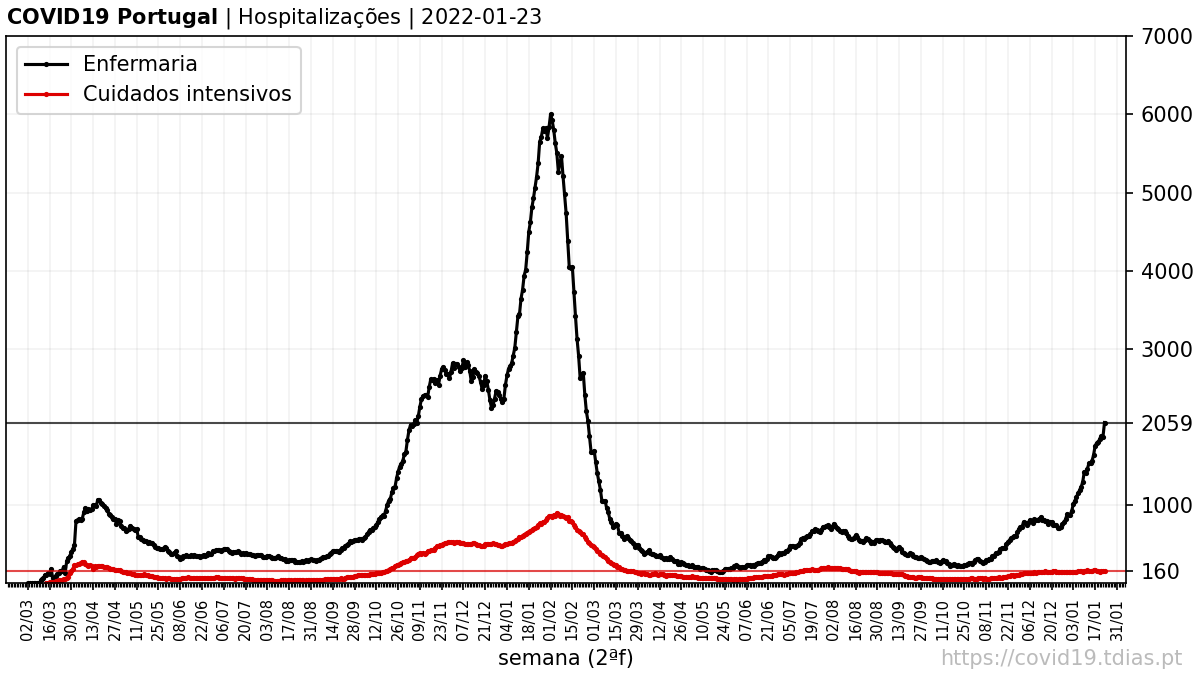 COVID19 Portugal | Hospitalizações | 2022-01-23
Enfermaria
Cuidados intensivos
7000
6000
5000
4000
3000
2059
1000
160
02/03 16/03 30/03 13/04 27/04 11/05 25/05 08/06 22/06 06/07 20/07 03/08 17/08 31/08 14/09 28/09 12/10 26/10 09/11 23/11 07/12 21/12 04/01 18/01 01/02 15/02 01/03 15/03 29/03 12/04 26/04 10/05 24/05 07/06 21/06 05/07 19/07 02/08 16/08 30/08 13/09 27/09 11/10 25/10 08/11 22/11 06/12 20/12 03/01 17/01 31/01
semana (2ªf)
https://covid19.tdias.pt